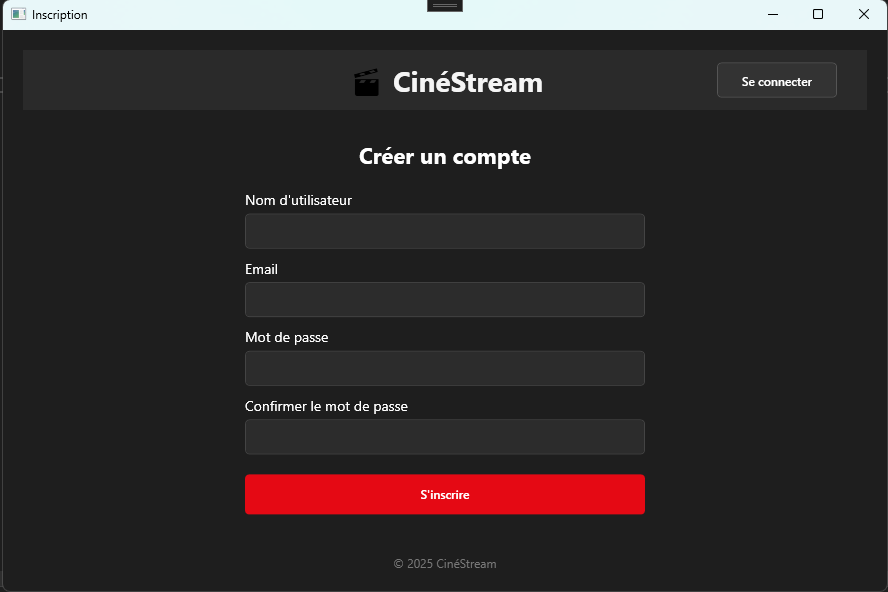 Inscription
CinéStream
Se connecter
Créer un compte
Nom d'utilisateur
Email
Mot de passe
Confirmer le mot de passe
S'inscrire
© 2025 CinéStream